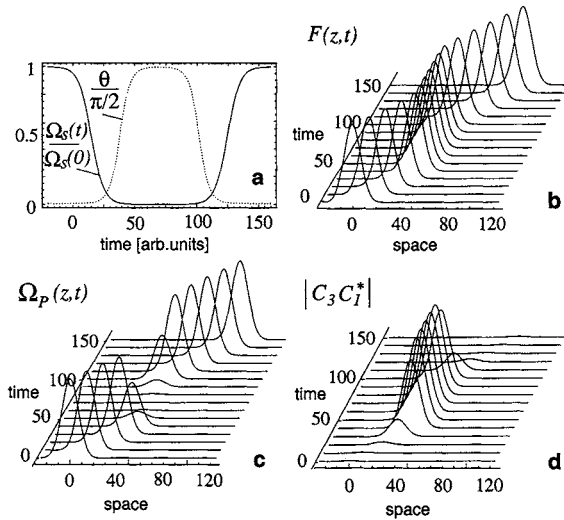 1
0.5
0
θ
π/2
Ωs(t)
Ωs(0)
a
0 50 100 150
time [arb.units]
F(z,t)
150
100
time
50
0
0 40 80 120
space
b
ΩP(z,t)
150
100
time
50
0
0 40 80 120
space
c
|C3C1*|
150
100
time
50
0
0 40 80 120
space
d